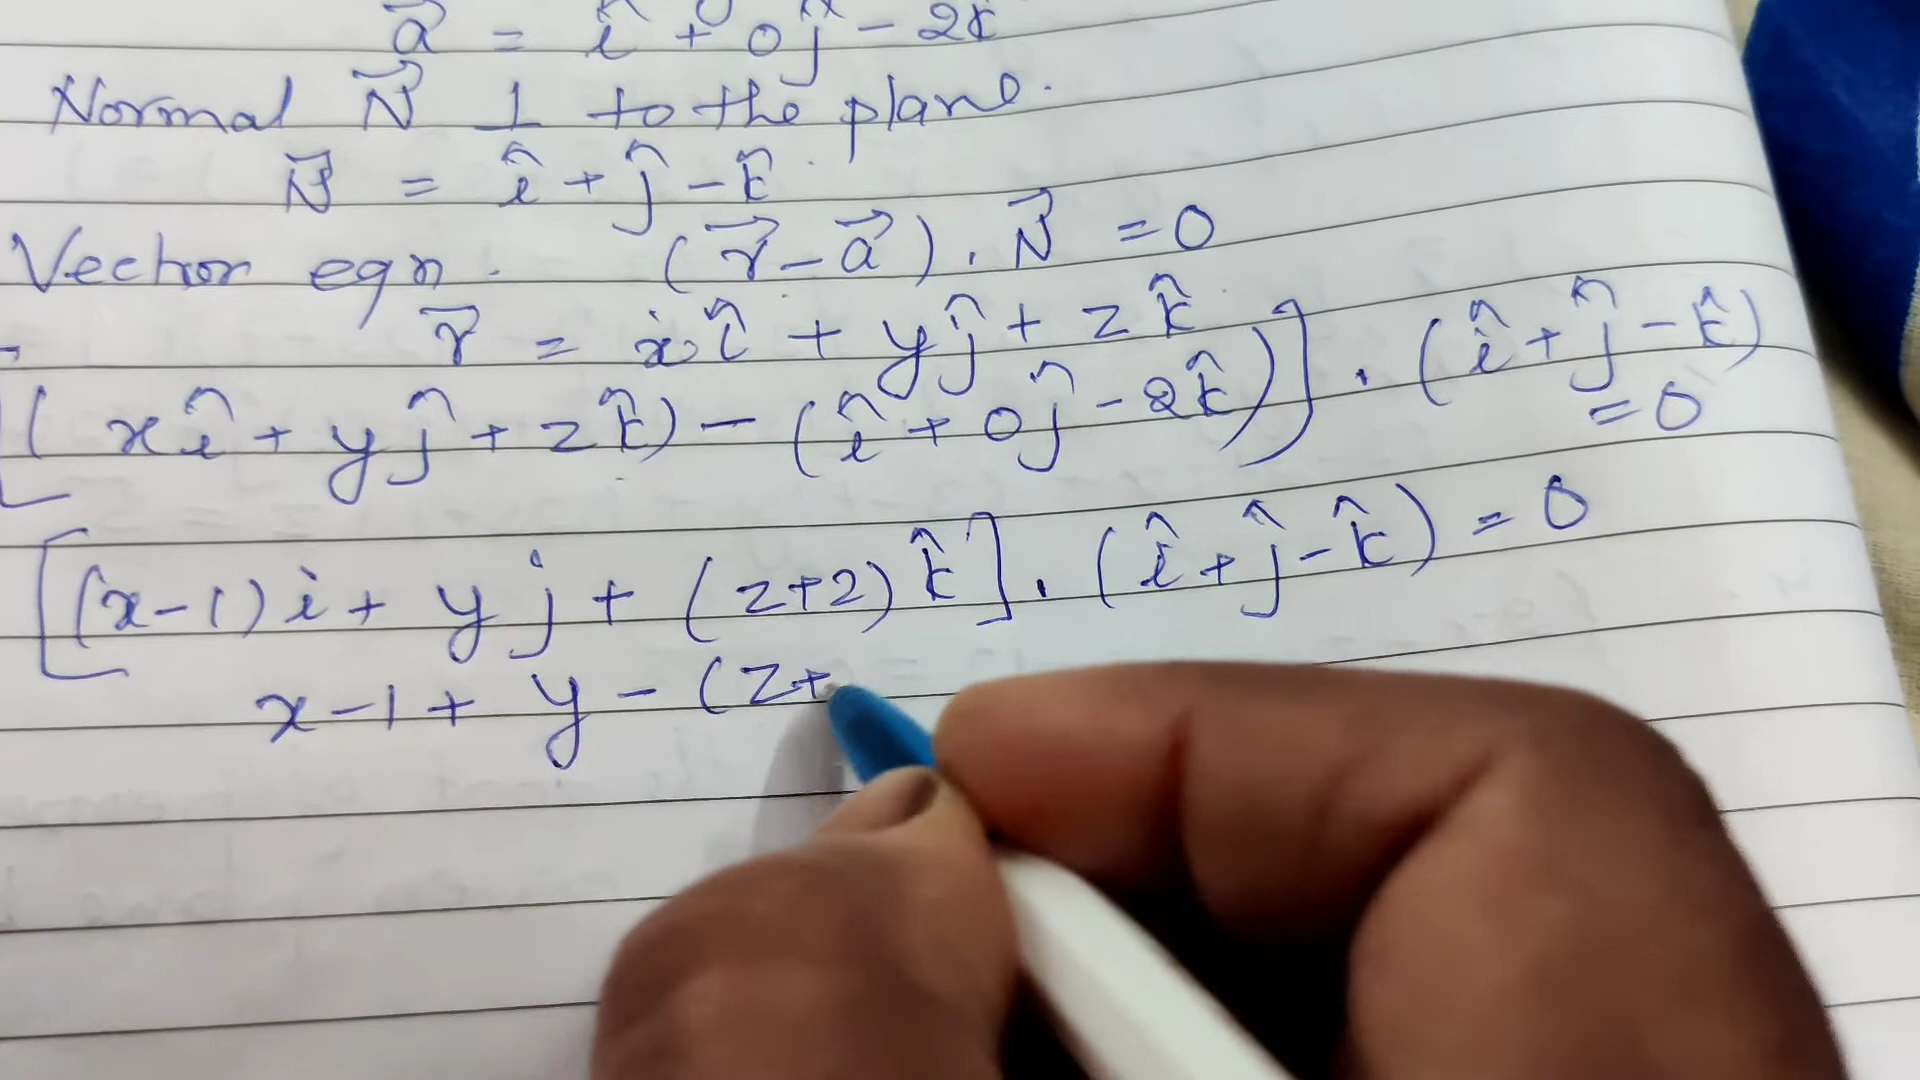 a⃗ = î + 0ĵ - 2k̂
Normal N⃗ ⊥ to the plane.
N⃗ = î + ĵ - k̂
Vector eqn. (r⃗ - a⃗) . N⃗ = 0
r⃗ = xî + yĵ + zk̂
[(xî + yĵ + zk̂) - (î + 0ĵ - 2k̂)] . (î + ĵ - k̂) = 0
[(x-1)i + yj + (z+2)k̂] . (î + ĵ - k̂) = 0
x-1 + y - (z+